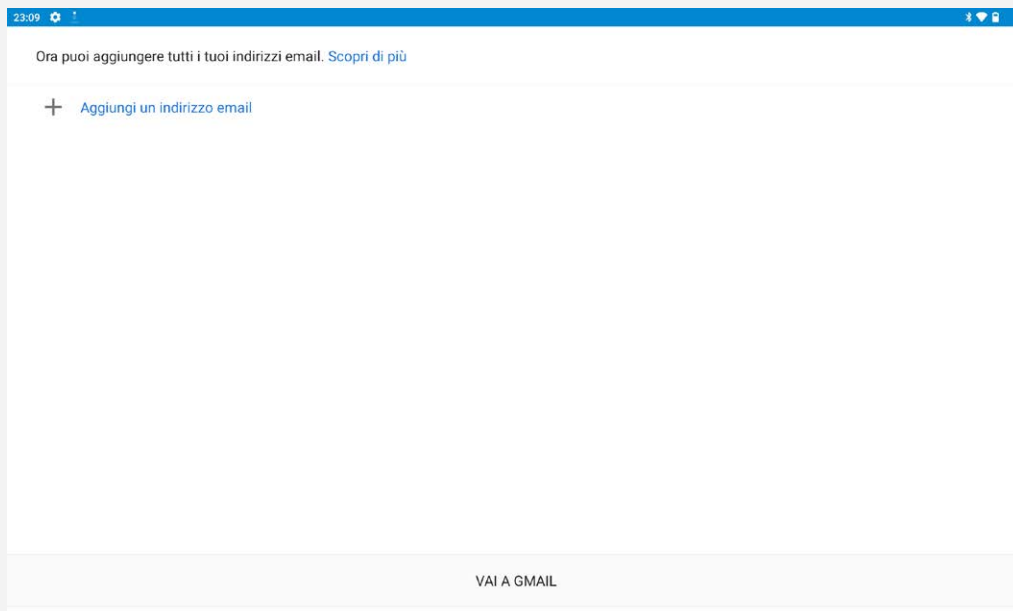 23:09
Ora puoi aggiungere tutti i tuoi indirizzi email. Scopri di più
Aggiungi un indirizzo email
VAI A GMAIL